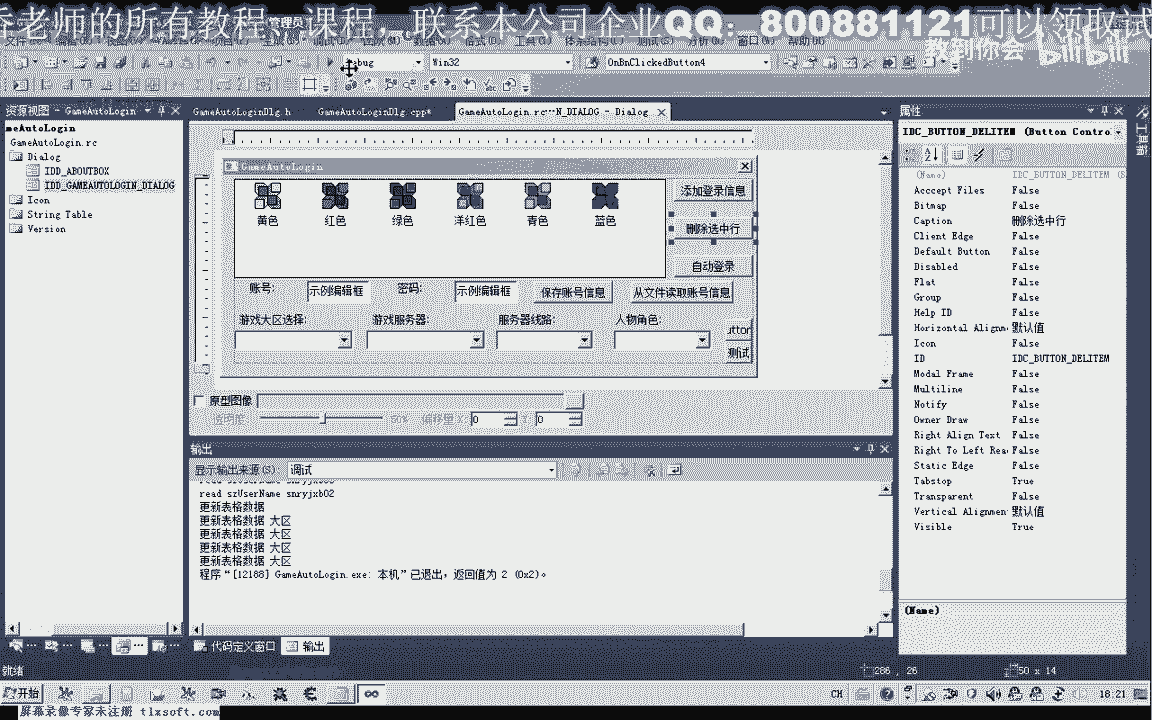 老师的所有教程、课程，联系本公司企业QQ：800881121可以领取试
教到你会 bilibili
Debug Win32 OnBnClickedButton4
资源视图 - GameAutoLogin
GameAutoLoginDlg.h GameAutoLoginDlg.cpp* GameAutoLogin.rc...N_DIALOG - Dialog
属性
meAutoLogin
GameAutoLogin.rc
Dialog
IDD_ABOUTBOX
IDD_GAMEAUTOLOGIN_DIALOG
Icon
String Table
Version
GameAutoLogin
黄色 红色 绿色 洋红色 青色 蓝色
添加登录信息
删除选中行
自动登录
账号: 示例编辑框 密码: 示例编辑框 保存账号信息 从文件读取账号信息
游戏大区选择: 游戏服务器: 服务器线路: 人物角色:
utton
测试
原型图像
透明度: 50% 偏移量 X: 0 Y: 0
输出
显示输出来源(S): 调试
read szUserName snryjxb02
更新表格数据
更新表格数据 大区
更新表格数据 大区
更新表格数据 大区
更新表格数据 大区
程序“[12188] GameAutoLogin.exe: 本机”已退出，返回值为 2 (0x2)。
代码定义窗口 输出
IDC_BUTTON_DELITEM (Button Contro
(Name) IDC_BUTTON_DELITEM (B
Accept Files False
Bitmap False
Caption 删除选中行
Client Edge False
Default Button False
Disabled False
Flat False
Group False
Help ID False
Horizontal Alignm 默认值
Icon False
ID IDC_BUTTON_DELITEM
Modal Frame False
Multiline False
Notify False
Owner Draw False
Right Align Text False
Right To Left Rea False
Static Edge False
Tabstop True
Transparent False
Vertical Alignmen 默认值
Visible True
(Name)
工具箱
就绪
286 , 26 50 x 14
开始 CH 18:21
屏幕录像专家未注册 tlxsoft.com